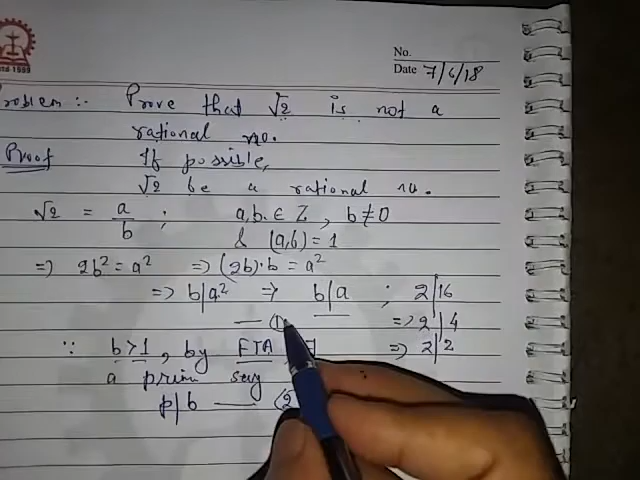 No.
Date 7/6/18
Problem :- Prove that √2 is not a
rational no.
Proof If possible,
√2 be a rational no.
√2 = a/b ; a,b. ∈ Z, b≠0
& (a,b) = 1
=> 2b² = a² => (2b)·b = a²
=> b|a² => b|a ; 2|16
— (1) => 2|4
∵ b>1, by FTA, ∃ => 2|2
a prim say
p|b — (2